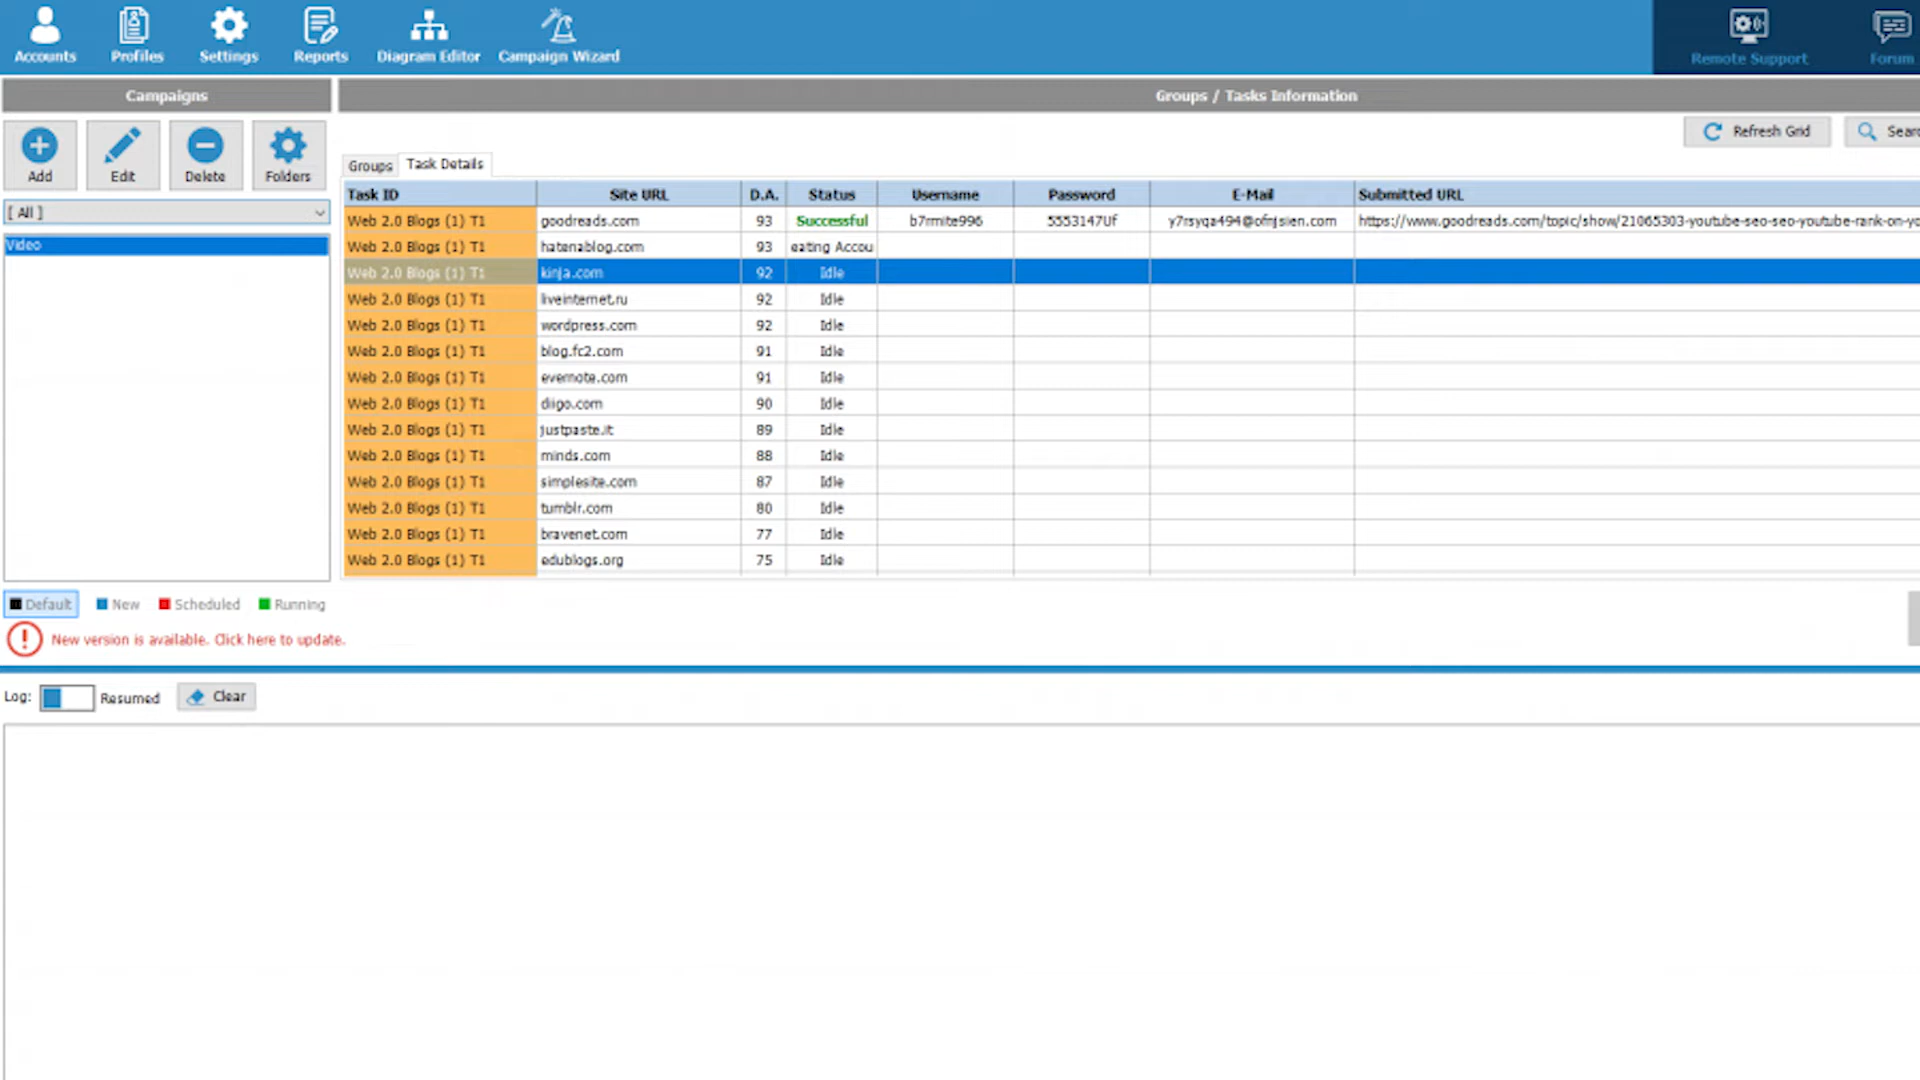 Accounts Profiles Settings Reports Diagram Editor Campaign Wizard Remote Support Forum
Campaigns Groups / Tasks Information
Refresh Grid
Add Edit Delete Folders
Groups Task Details
Task ID Site URL D.A. Status Username Password E-Mail Submitted URL
[ All ]
Video
Web 2.0 Blogs (1) T1 goodreads.com 93 Successful b7rmite996 5553147Uf y7rsyqa494@ofnjsien.com https://www.goodreads.com/topic/show/21065303-youtube-seo-seo-youtube-rank-on-yo
Web 2.0 Blogs (1) T1 hatenablog.com 93 eating Accou
Web 2.0 Blogs (1) T1 kinja.com 92 Idle
Web 2.0 Blogs (1) T1 liveinternet.ru 92 Idle
Web 2.0 Blogs (1) T1 wordpress.com 92 Idle
Web 2.0 Blogs (1) T1 blog.fc2.com 91 Idle
Web 2.0 Blogs (1) T1 evernote.com 91 Idle
Web 2.0 Blogs (1) T1 diigo.com 90 Idle
Web 2.0 Blogs (1) T1 justpaste.it 89 Idle
Web 2.0 Blogs (1) T1 minds.com 88 Idle
Web 2.0 Blogs (1) T1 simplesite.com 87 Idle
Web 2.0 Blogs (1) T1 tumblr.com 80 Idle
Web 2.0 Blogs (1) T1 bravenet.com 77 Idle
Web 2.0 Blogs (1) T1 edublogs.org 75 Idle
Default New Scheduled Running
New version is available. Click here to update.
Log: Resumed Clear